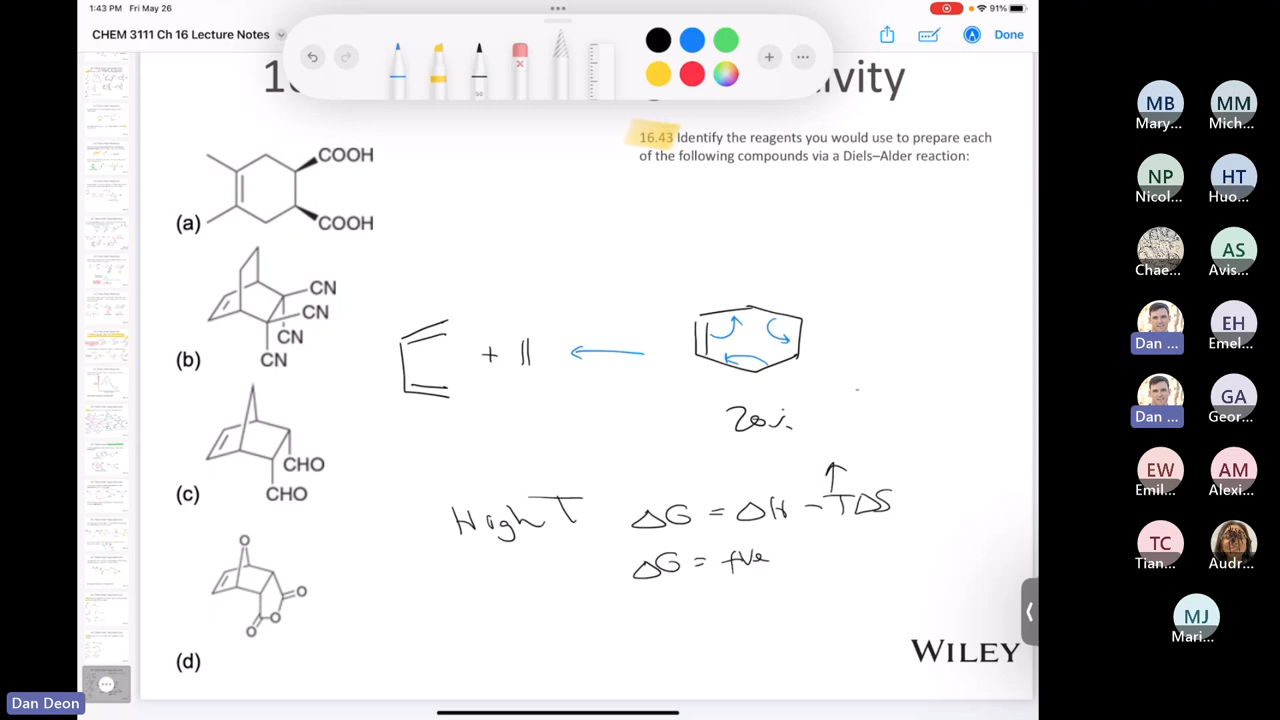 1:43 PM Fri May 26
91%
CHEM 3111 Ch 16 Lecture Notes
Done
16.43 Identify the reagents you would use to prepare each
of the following compounds via a Diels–Alder reaction:
COOH
COOH
(a)
CN
CN
CN
CN
(b)
CHO
CHO
(c)
O
O
O
O
(d)
+
High T
ΔG = ΔH – TΔS
ΔG = +ve
WILEY
MB
Mary...
MM
Mich...
NP
Nicol...
HT
Huo...
Chae...
AS
Avis...
Dan ...
EH
Emel...
Dan ...
GA
Geor...
EW
Emil...
AM
Alexi...
TC
Tian...
Audr...
MJ
Mari...
Dan Deon